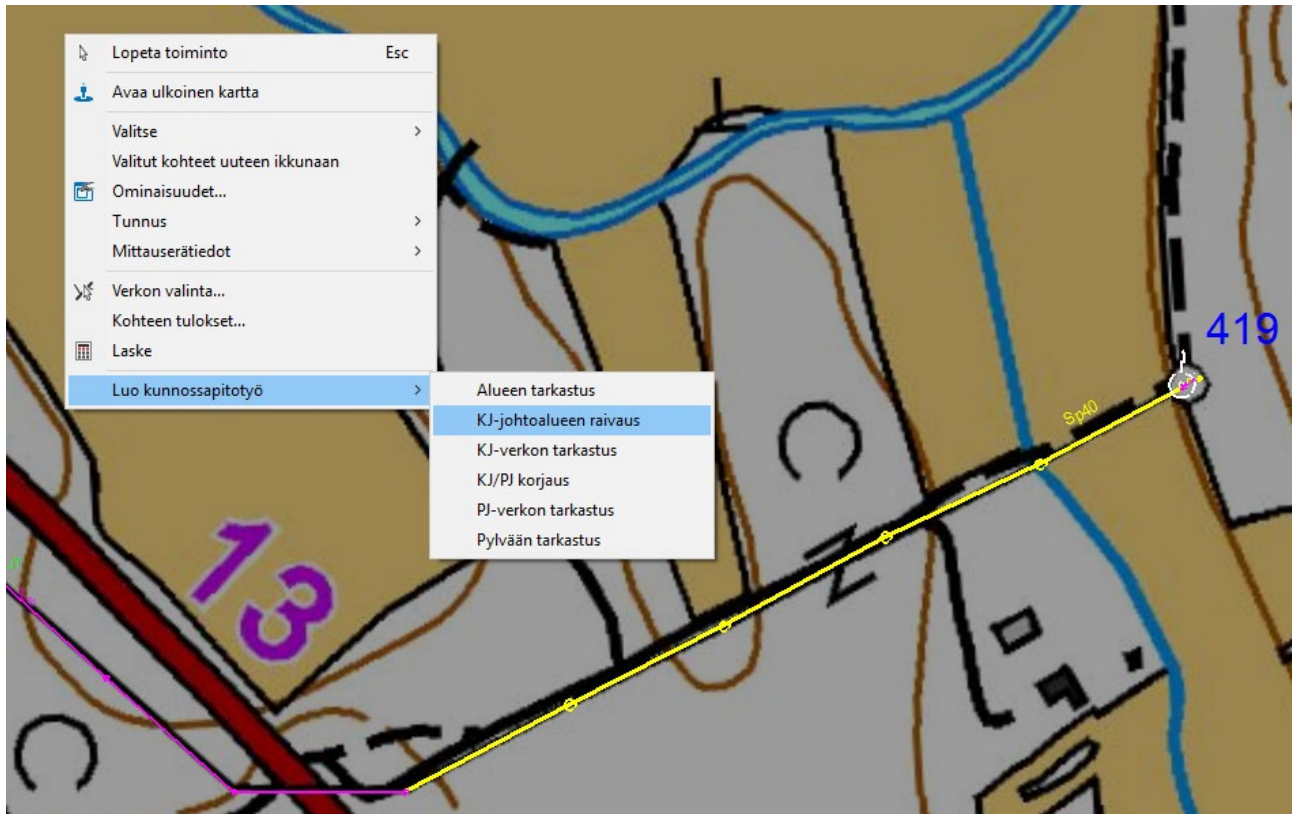 Lopeta toiminto Esc
Avaa ulkoinen kartta
Valitse
Valitut kohteet uuteen ikkunaan
Ominaisuudet...
Tunnus
Mittauserätiedot
Verkon valinta...
Kohteen tulokset...
Laske
Luo kunnossapitotyö
Alueen tarkastus
KJ-johtoalueen raivaus
KJ-verkon tarkastus
KJ/PJ korjaus
PJ-verkon tarkastus
Pylvään tarkastus
419
Sp40
13